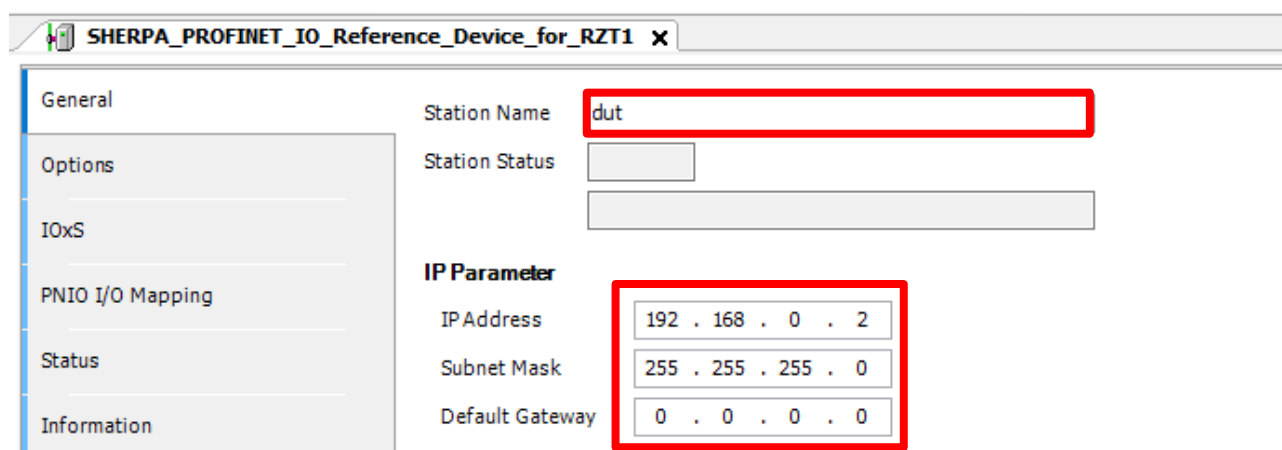 SHERPA_PROFINET_IO_Reference_Device_for_RZT1 x
General
Options
IOxS
PNIO I/O Mapping
Status
Information
Station Name dut
Station Status
IP Parameter
IP Address 192 . 168 . 0 . 2
Subnet Mask 255 . 255 . 255 . 0
Default Gateway 0 . 0 . 0 . 0